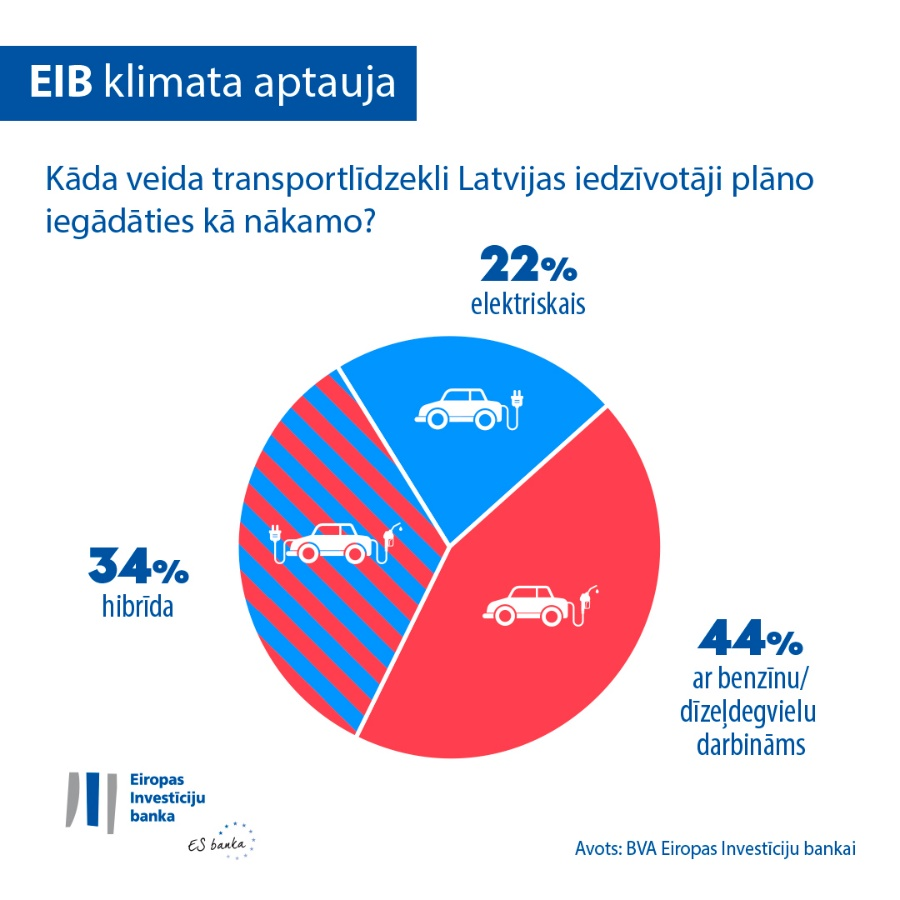 EIB klimata aptauja
Kāda veida transportlīdzekli Latvijas iedzīvotāji plāno
iegādāties kā nākamo?
22%
elektriskais
34%
hibrīda
44%
ar benzīnu/
dīzeļdegvielu
darbināms
Eiropas
Investīciju
banka
ES banka
Avots: BVA Eiropas Investīciju bankai